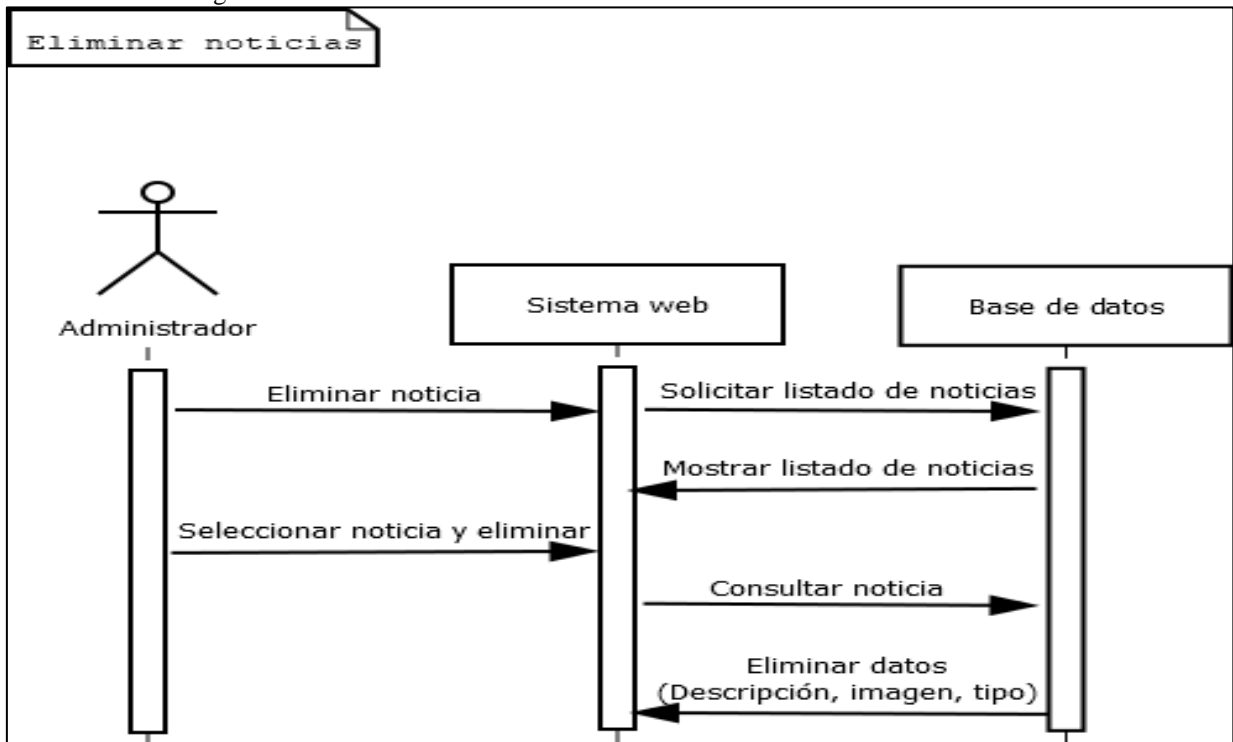 Eliminar noticias
Administrador
Sistema web
Base de datos
Eliminar noticia
Solicitar listado de noticias
Mostrar listado de noticias
Seleccionar noticia y eliminar
Consultar noticia
Eliminar datos
(Descripción, imagen, tipo)